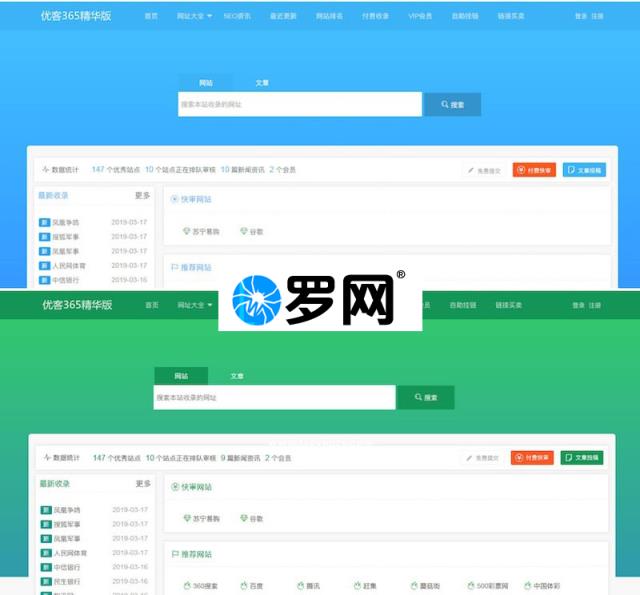 优客365精华版 首页 网址大全 SEO资讯 最近更新 网站排名 付费收录 VIP会员 自助挂链 链接买卖 登录 注册
网站 文章
搜索本站收录的网址 搜索
数据统计 147 个优秀站点 10 个站点正在排队审核 10 篇新闻资讯 2 个会员 免费提交 付费快审 文章投稿
最新收录 更多
新 凤凰争鸣 2019-03-17
新 搜狐军事 2019-03-17
新 凤凰军事 2019-03-17
新 人民网体育 2019-03-17
新 中信银行 2019-03-16
快审网站
苏宁易购 谷歌
推荐网站
罗网®
优客365精华版 首页 网址大全 员 自助挂链 链接买卖 登录 注册
网站 文章
搜索本站收录的网址 搜索
数据统计 147 个优秀站点 10 个站点正在排队审核 9 篇新闻资讯 2 个会员 免费提交 付费快审 文章投稿
最新收录 更多
新 凤凰争鸣 2019-03-17
新 搜狐军事 2019-03-17
新 凤凰军事 2019-03-17
新 人民网体育 2019-03-17
新 中信银行 2019-03-16
新 民生银行 2019-03-16
快审网站
苏宁易购 谷歌
推荐网站
360搜索 百度 腾讯 赶集 蘑菇街 500彩票网 中国体彩